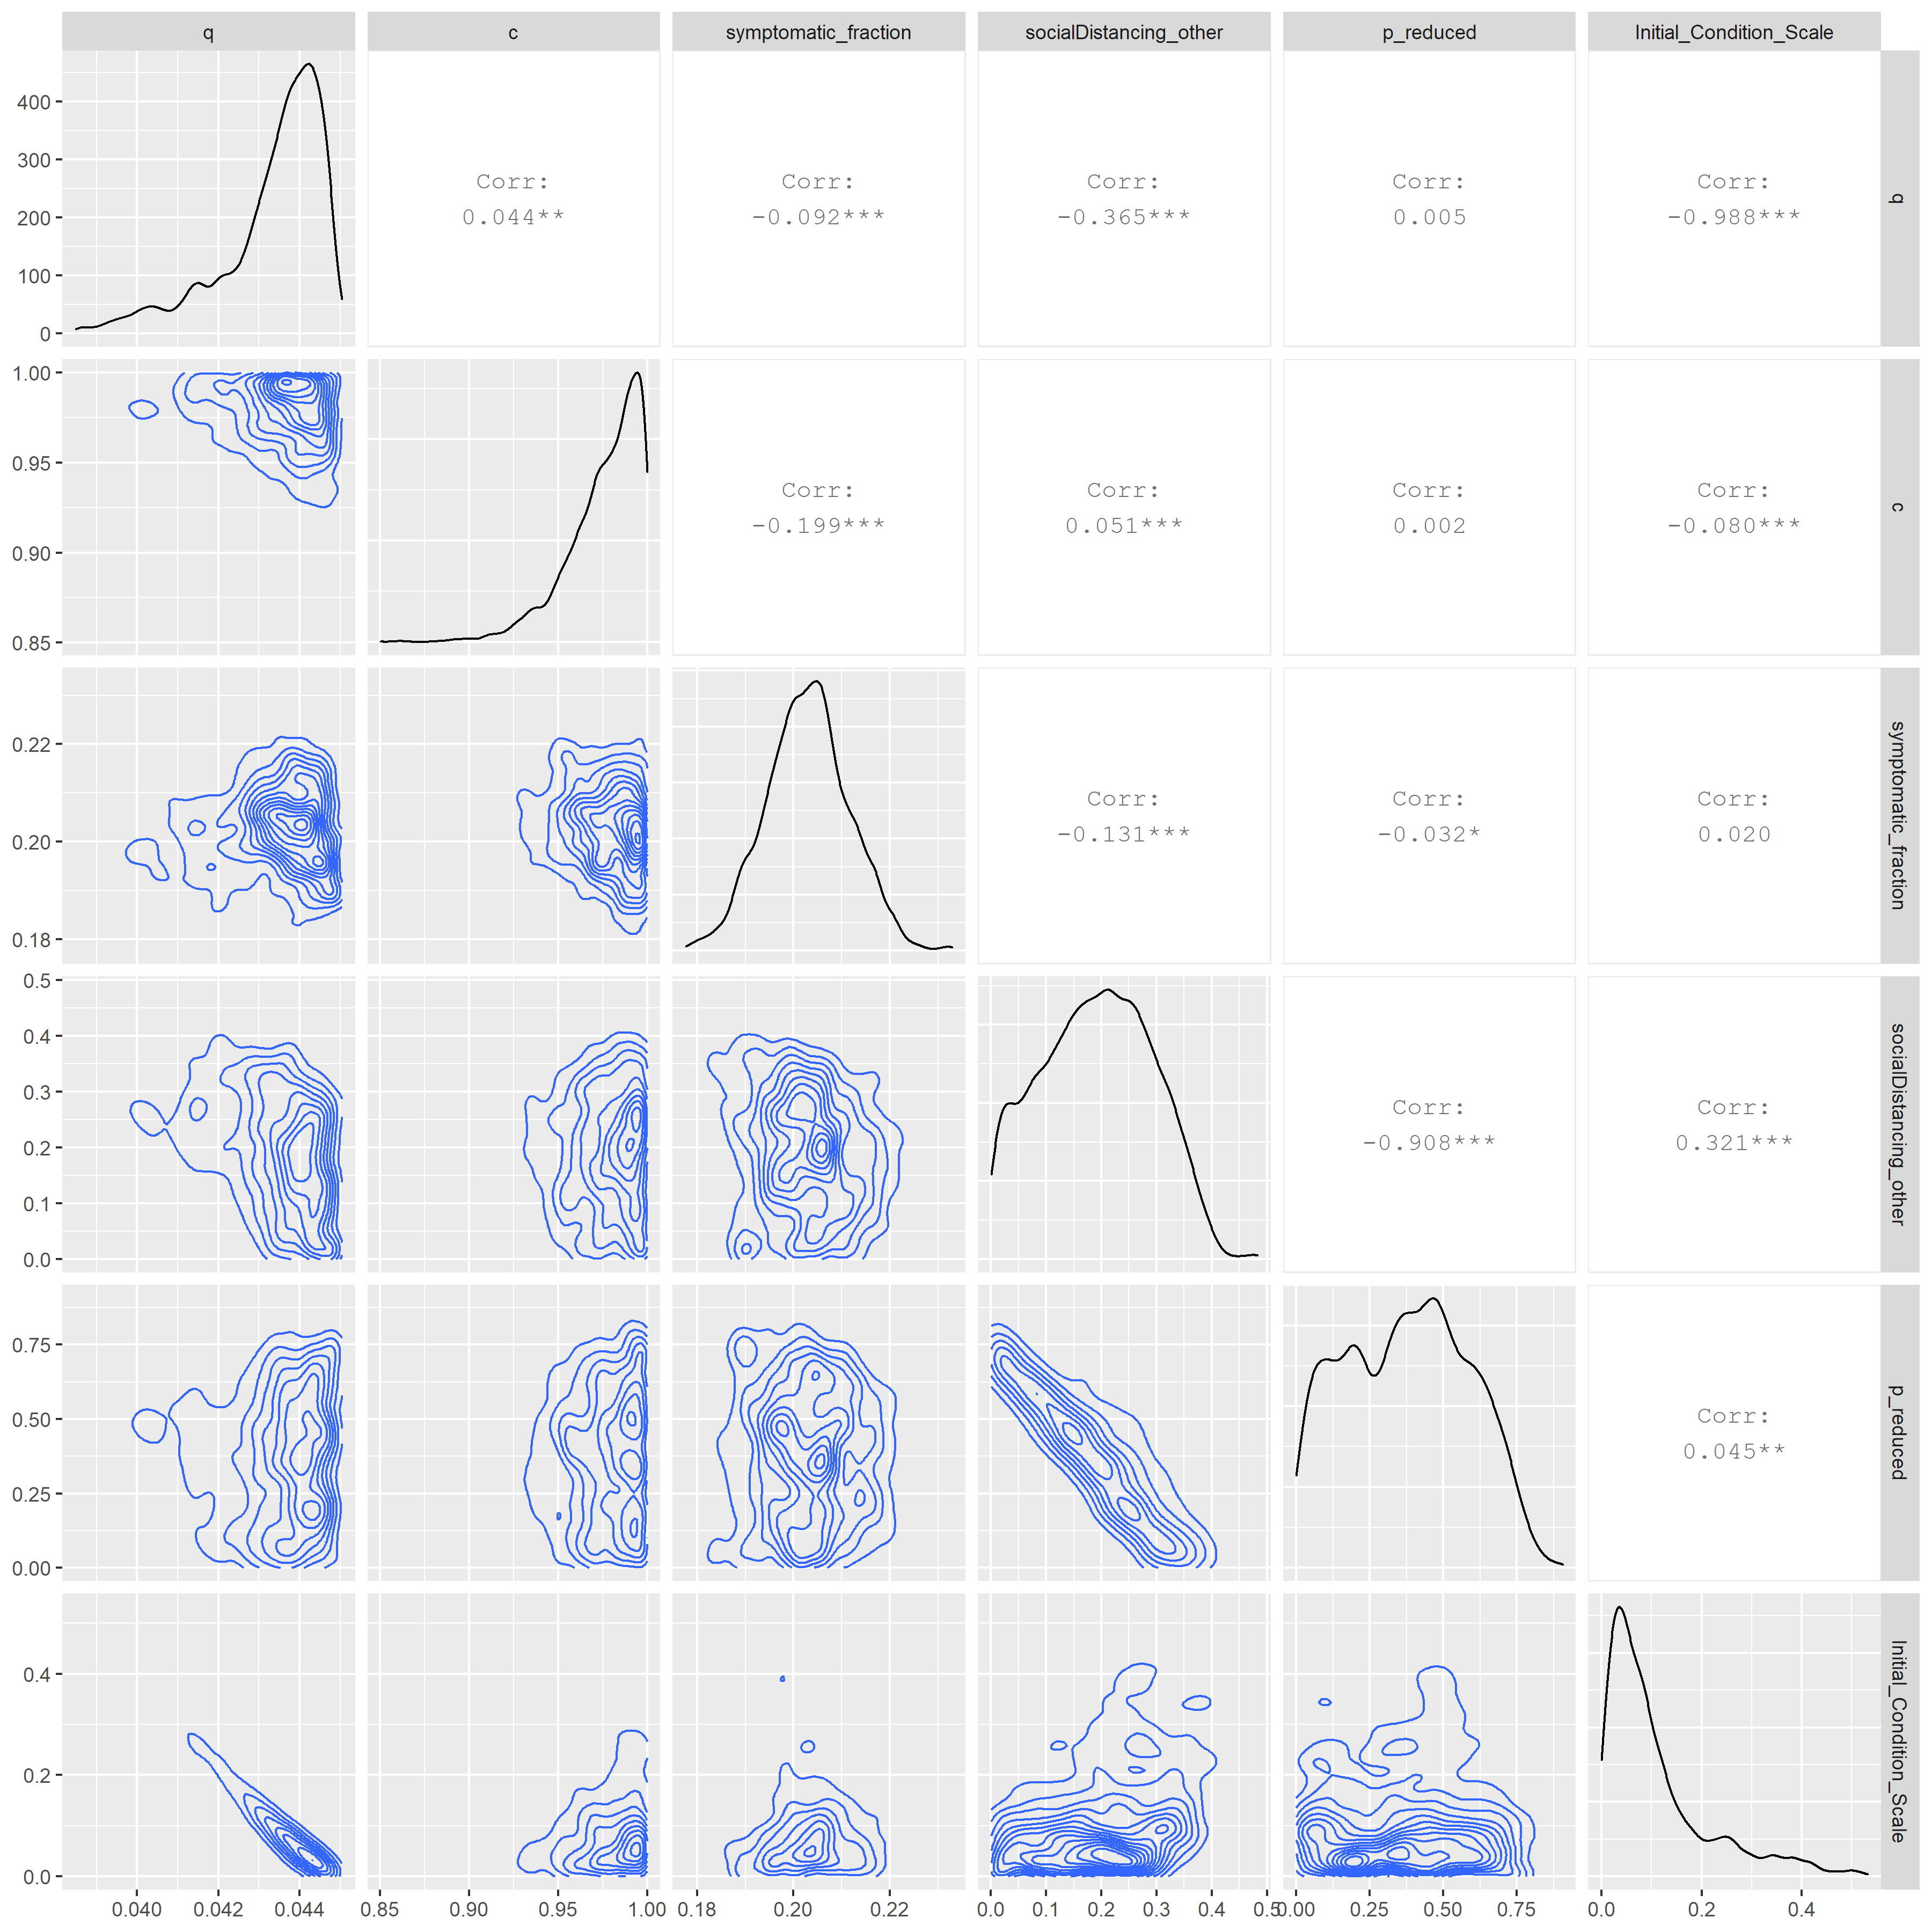 q c symptomatic_fraction socialDistancing_other p_reduced Initial_Condition_Scale
400
300
200
100
0
Corr:
0.044**
Corr:
-0.092***
Corr:
-0.365***
Corr:
0.005
Corr:
-0.988***
q
1.00
0.95
0.90
0.85
Corr:
-0.199***
Corr:
0.051***
Corr:
0.002
Corr:
-0.080***
c
0.22
0.20
0.18
Corr:
-0.131***
Corr:
-0.032*
Corr:
0.020
symptomatic_fraction
0.5
0.4
0.3
0.2
0.1
0.0
Corr:
-0.908***
Corr:
0.321***
socialDistancing_other
0.75
0.50
0.25
0.00
Corr:
0.045**
p_reduced
0.4
0.2
0.0
Initial_Condition_Scale
0.040 0.042 0.044 0.85 0.90 0.95 1.00 0.18 0.20 0.22 0.0 0.1 0.2 0.3 0.4 0.5 0.00 0.25 0.50 0.75 0.0 0.2 0.4